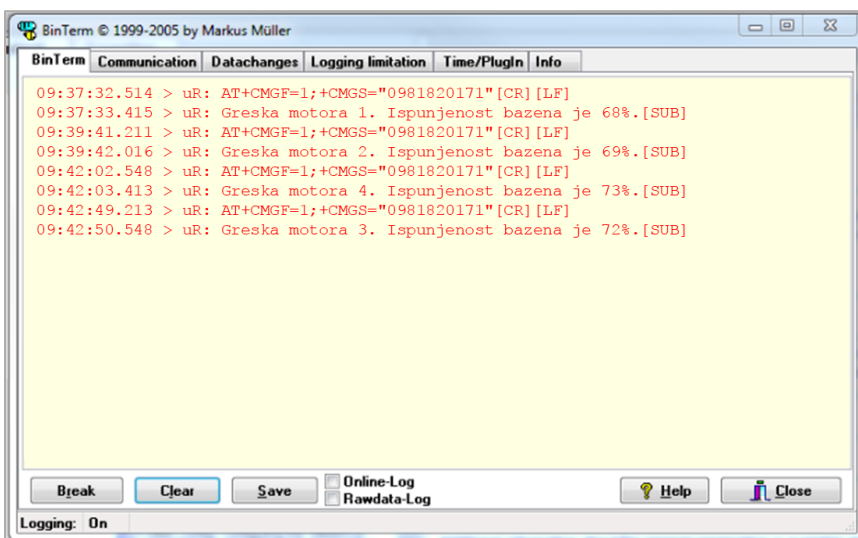 BinTerm © 1999-2005 by Markus Müller
BinTerm Communication Datachanges Logging limitation Time/PlugIn Info
09:37:32.514 > uR: AT+CMGF=1;+CMGS="0981820171"[CR][LF]
09:37:33.415 > uR: Greska motora 1. Ispunjenost bazena je 68%.[SUB]
09:39:41.211 > uR: AT+CMGF=1;+CMGS="0981820171"[CR][LF]
09:39:42.016 > uR: Greska motora 2. Ispunjenost bazena je 69%.[SUB]
09:42:02.548 > uR: AT+CMGF=1;+CMGS="0981820171"[CR][LF]
09:42:03.413 > uR: Greska motora 4. Ispunjenost bazena je 73%.[SUB]
09:42:49.213 > uR: AT+CMGF=1;+CMGS="0981820171"[CR][LF]
09:42:50.548 > uR: Greska motora 3. Ispunjenost bazena je 72%.[SUB]
Break Clear Save Online-Log Help Close
Rawdata-Log
Logging: On